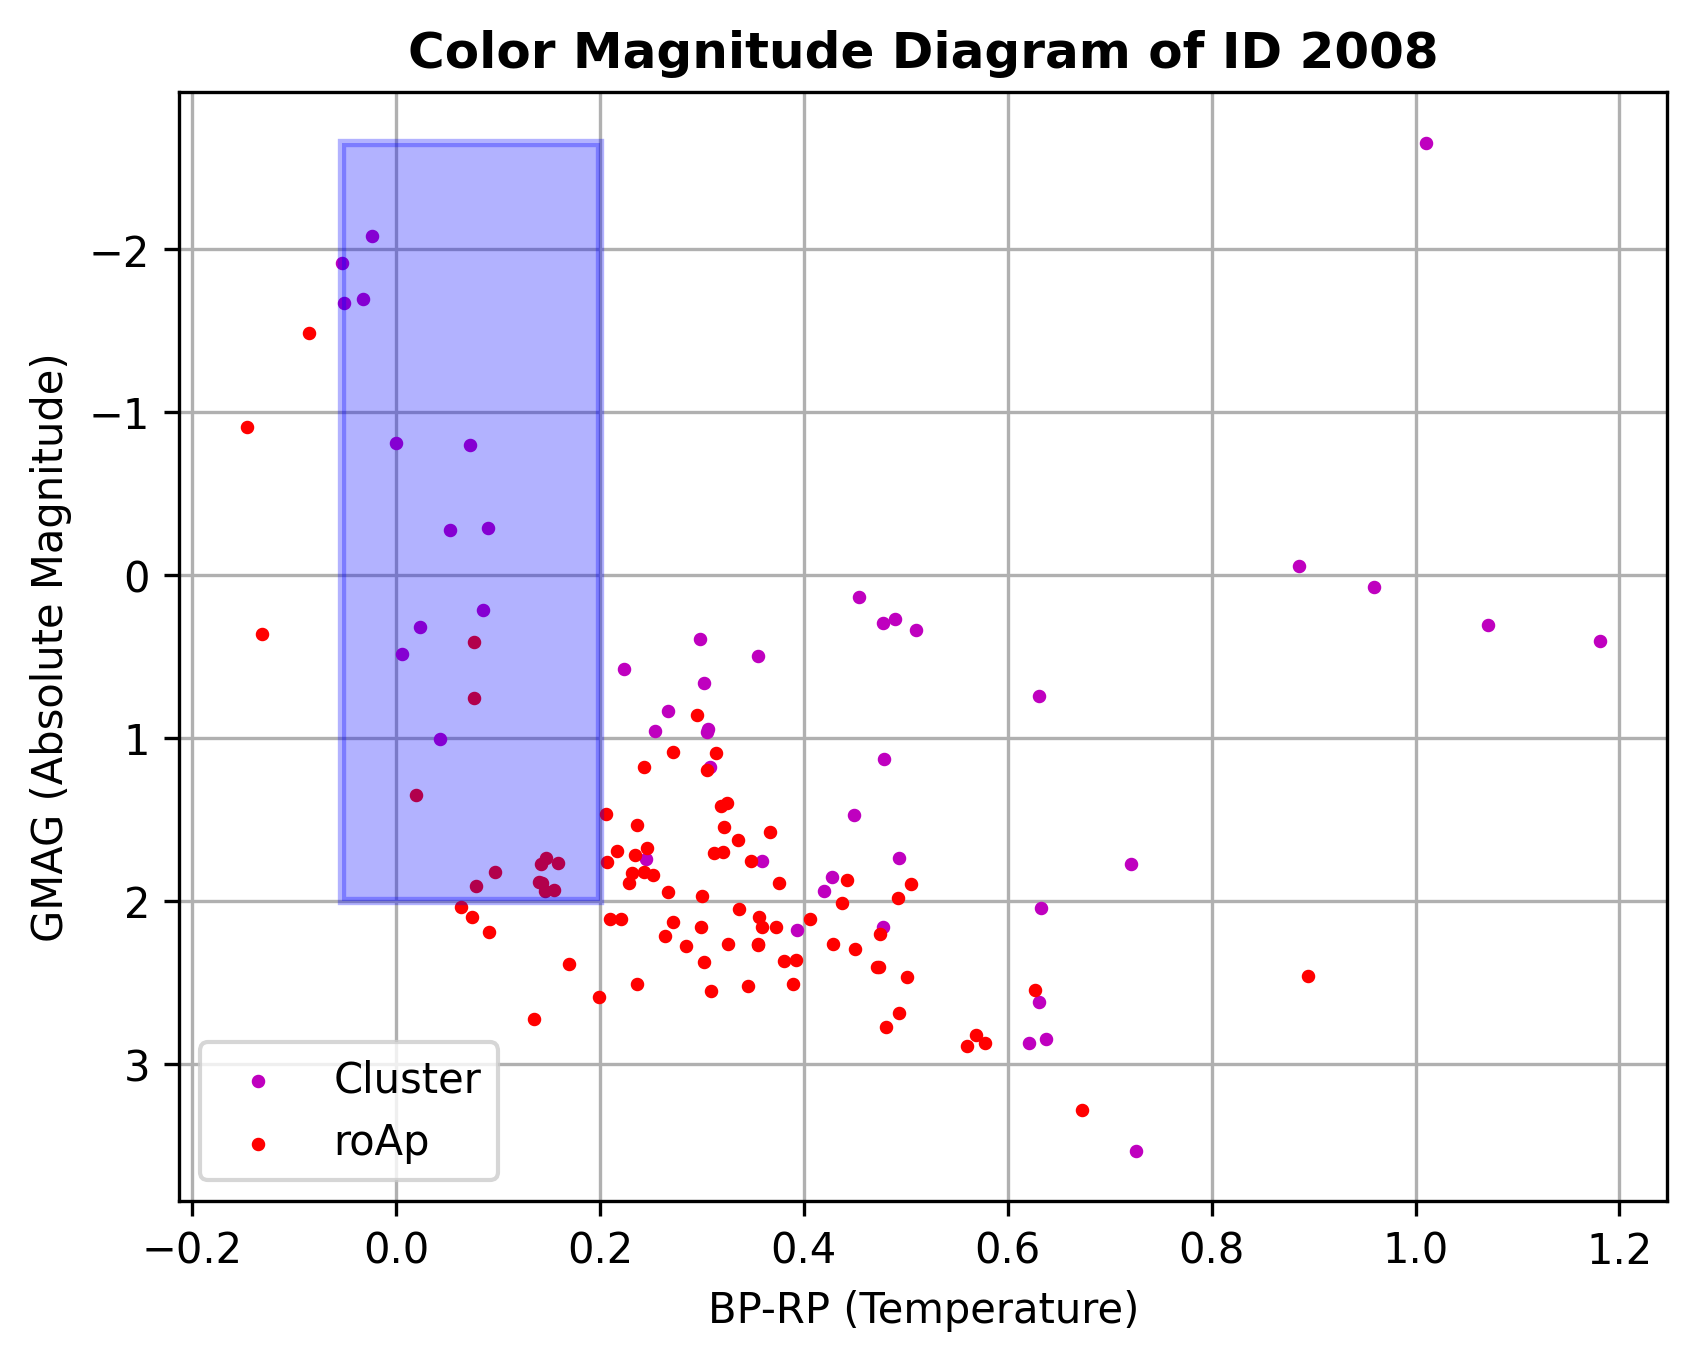 Color Magnitude Diagram of ID 2008
GMAG (Absolute Magnitude)
−2
−1
0
1
2
3
Cluster
roAp
−0.2 0.0 0.2 0.4 0.6 0.8 1.0 1.2
BP-RP (Temperature)